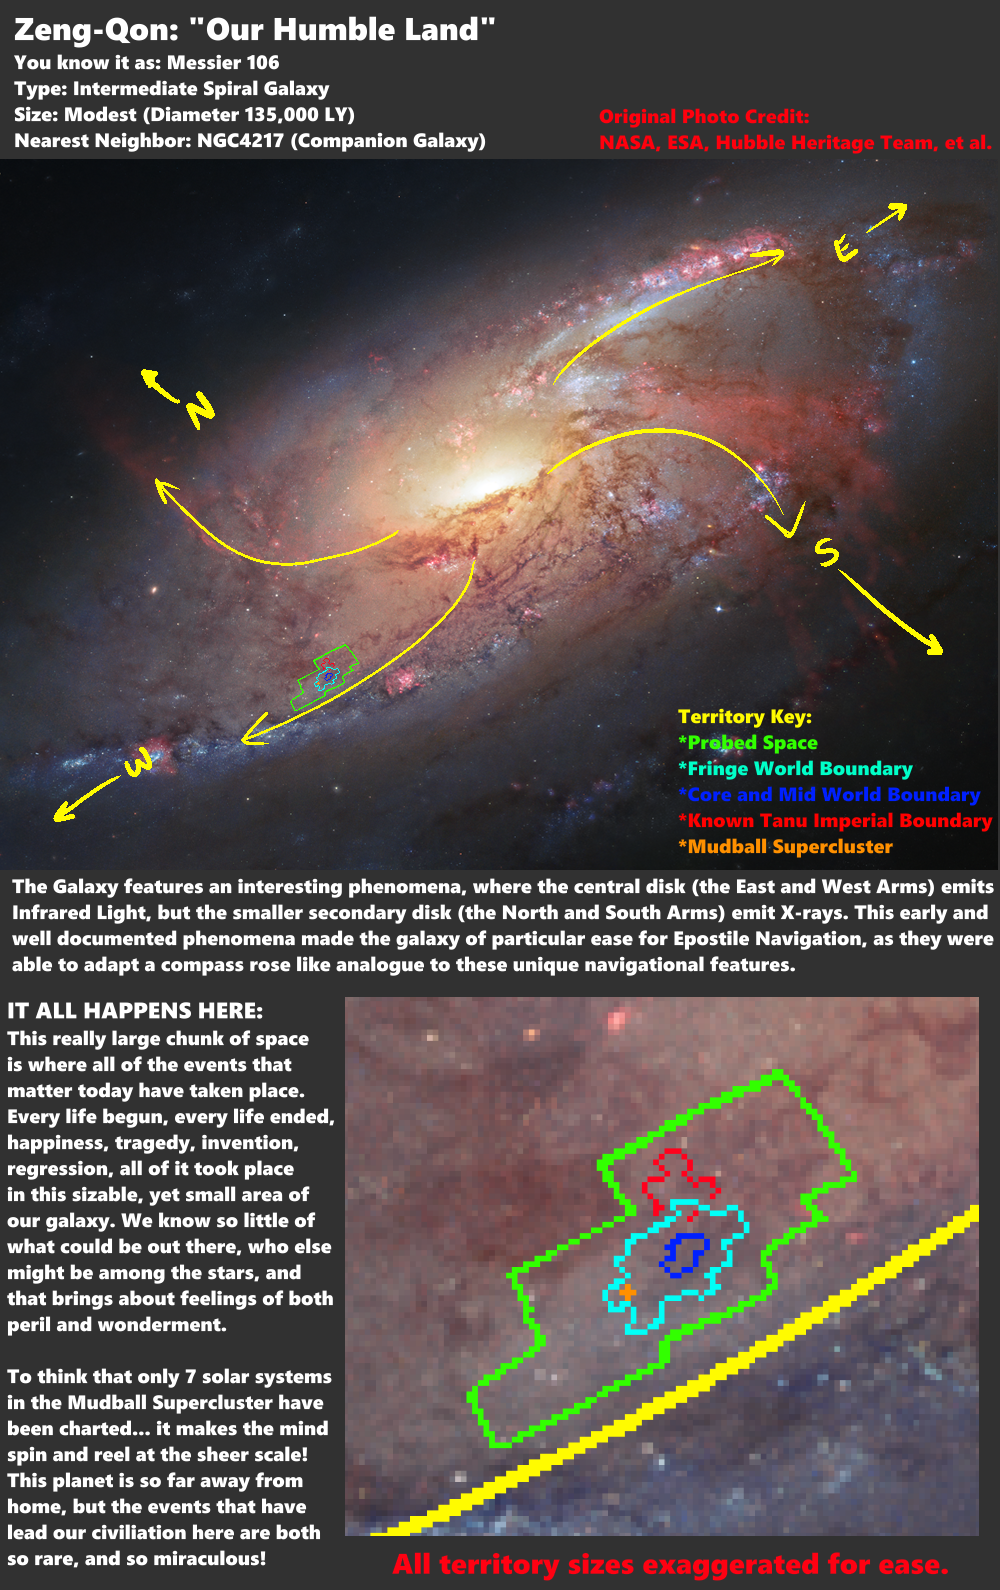 Zeng-Qon: "Our Humble Land"
You know it as: Messier 106
Type: Intermediate Spiral Galaxy
Size: Modest (Diameter 135,000 LY)
Nearest Neighbor: NGC4217 (Companion Galaxy)
Original Photo Credit:
NASA, ESA, Hubble Heritage Team, et al.
E
N
S
W
Territory Key:
*Probed Space
*Fringe World Boundary
*Core and Mid World Boundary
*Known Tanu Imperial Boundary
*Mudball Supercluster
The Galaxy features an interesting phenomena, where the central disk (the East and West Arms) emits
Infrared Light, but the smaller secondary disk (the North and South Arms) emit X-rays. This early and
well documented phenomena made the galaxy of particular ease for Epostile Navigation, as they were
able to adapt a compass rose like analogue to these unique navigational features.
IT ALL HAPPENS HERE:
This really large chunk of space
is where all of the events that
matter today have taken place.
Every life begun, every life ended,
happiness, tragedy, invention,
regression, all of it took place
in this sizable, yet small area of
our galaxy. We know so little of
what could be out there, who else
might be among the stars, and
that brings about feelings of both
peril and wonderment.
To think that only 7 solar systems
in the Mudball Supercluster have
been charted... it makes the mind
spin and reel at the sheer scale!
This planet is so far away from
home, but the events that have
lead our civiliation here are both
so rare, and so miraculous!
All territory sizes exaggerated for ease.